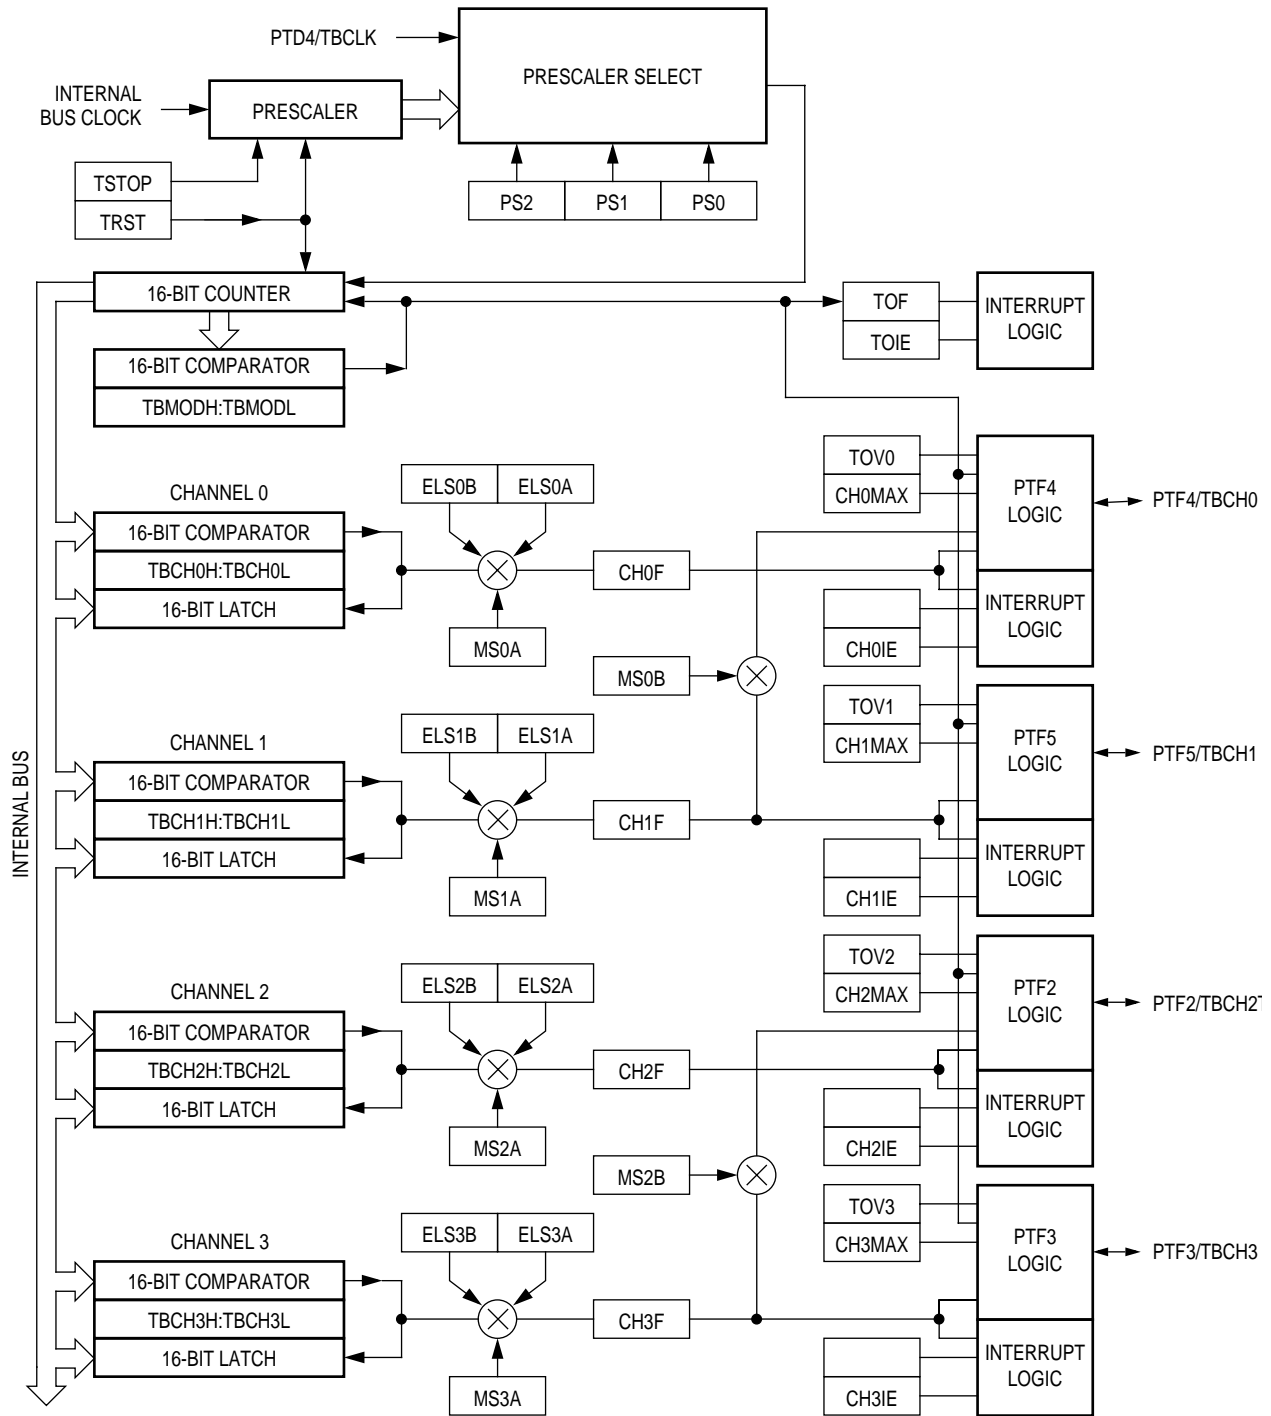 PTD4/TBCLK
PRESCALER SELECT
INTERNAL
BUS CLOCK
PRESCALER
TSTOP
TRST
PS2
PS1
PS0
16-BIT COUNTER
16-BIT COMPARATOR
TBMODH:TBMODL
TOF
TOIE
INTERRUPT
LOGIC
INTERNAL BUS
CHANNEL 0
16-BIT COMPARATOR
TBCH0H:TBCH0L
16-BIT LATCH
ELS0B
ELS0A
MS0A
CH0F
MS0B
TOV0
CH0MAX
PTF4
LOGIC
PTF4/TBCH0
CH0IE
INTERRUPT
LOGIC
CHANNEL 1
16-BIT COMPARATOR
TBCH1H:TBCH1L
16-BIT LATCH
ELS1B
ELS1A
MS1A
CH1F
TOV1
CH1MAX
PTF5
LOGIC
PTF5/TBCH1
CH1IE
INTERRUPT
LOGIC
CHANNEL 2
16-BIT COMPARATOR
TBCH2H:TBCH2L
16-BIT LATCH
ELS2B
ELS2A
MS2A
CH2F
MS2B
TOV2
CH2MAX
PTF2
LOGIC
PTF2/TBCH2T
CH2IE
INTERRUPT
LOGIC
CHANNEL 3
16-BIT COMPARATOR
TBCH3H:TBCH3L
16-BIT LATCH
ELS3B
ELS3A
MS3A
CH3F
TOV3
CH3MAX
PTF3
LOGIC
PTF3/TBCH3
CH3IE
INTERRUPT
LOGIC